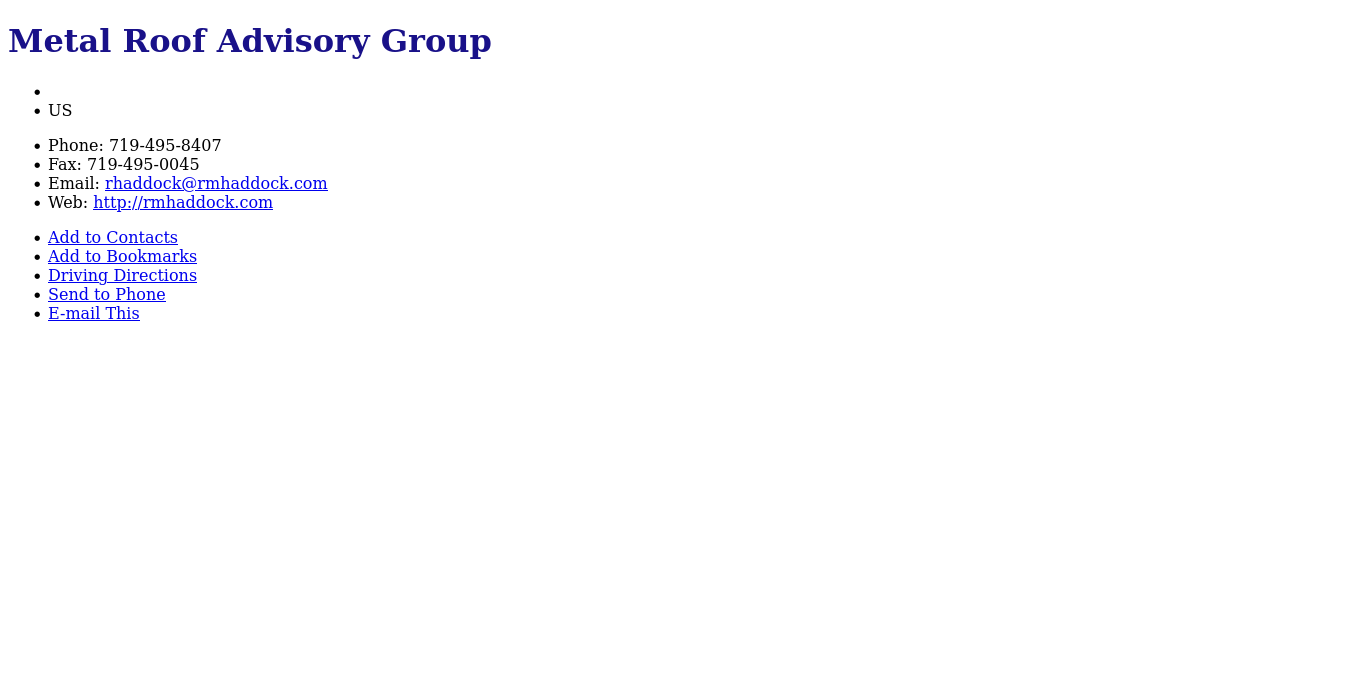 Metal Roof Advisory Group
US
Phone: 719-495-8407
Fax: 719-495-0045
Email: rhaddock@rmhaddock.com
Web: http://rmhaddock.com
Add to Contacts
Add to Bookmarks
Driving Directions
Send to Phone
E-mail This